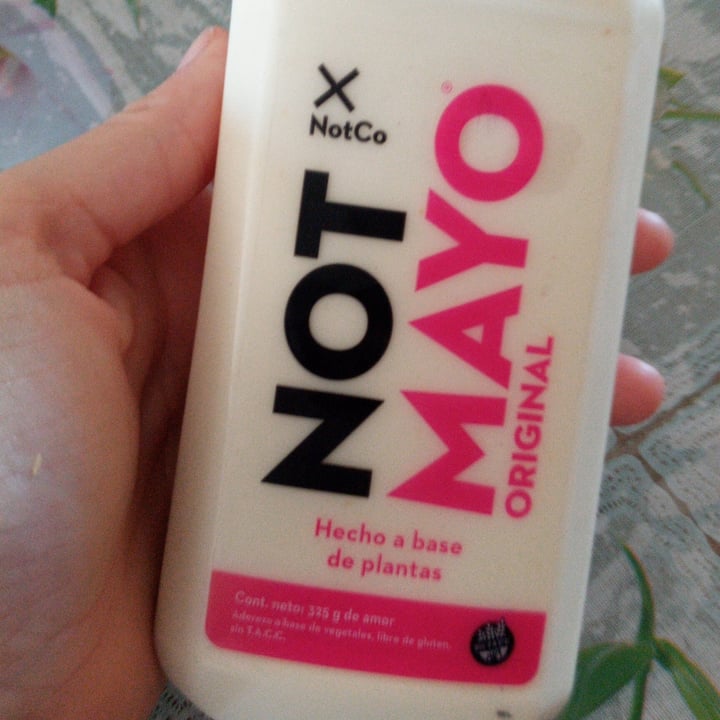 NotCo
NOT
MAYO®
ORIGINAL
Hecho a base
de plantas
Cont. neto: 325 g de amor
Aderezo a base de vegetales, libre de gluten,
sin T.A.C.C.